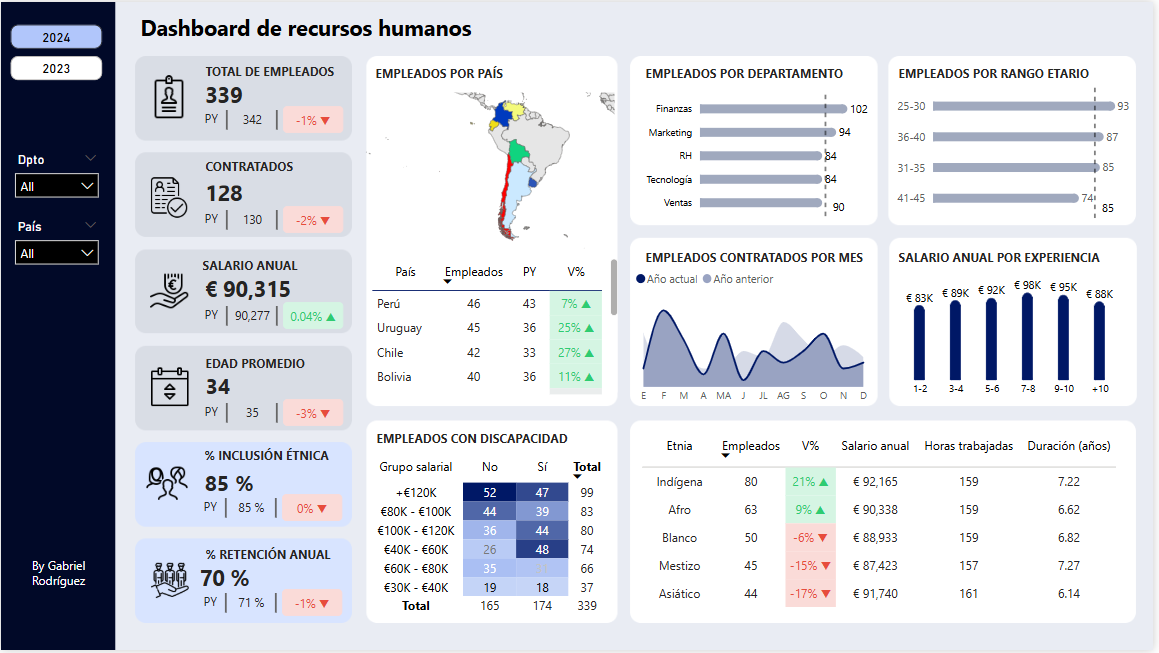 Dashboard de recursos humanos
2024
2023
Dpto
All
País
All
By Gabriel
Rodríguez
TOTAL DE EMPLEADOS
339
PY 342 -1% ▼
CONTRATADOS
128
PY 130 -2% ▼
SALARIO ANUAL
€ 90,315
PY 90,277 0.04% ▲
EDAD PROMEDIO
34
PY 35 -3% ▼
% INCLUSIÓN ÉTNICA
85 %
PY 85 % 0% ▼
% RETENCIÓN ANUAL
70 %
PY 71 % -1% ▼
EMPLEADOS POR PAÍS
País Empleados PY V%
Perú 46 43 7% ▲
Uruguay 45 36 25% ▲
Chile 42 33 27% ▲
Bolivia 40 36 11% ▲
EMPLEADOS POR DEPARTAMENTO
Finanzas 102
Marketing 94
RH 84
Tecnología 84
Ventas 90
EMPLEADOS POR RANGO ETARIO
25-30 93
36-40 87
31-35 85
41-45 74
85
EMPLEADOS CONTRATADOS POR MES
Año actual Año anterior
E F M A MA J JL AG S O N D
SALARIO ANUAL POR EXPERIENCIA
€ 83K € 89K € 92K € 98K € 95K € 88K
1-2 3-4 5-6 7-8 9-10 +10
EMPLEADOS CON DISCAPACIDAD
Grupo salarial No Sí Total
+€120K 52 47 99
€80K - €100K 44 39 83
€100K - €120K 36 44 80
€40K - €60K 26 48 74
€60K - €80K 35 66
€30K - €40K 19 18 37
Total 165 174 339
Etnia Empleados V% Salario anual Horas trabajadas Duración (años)
Indígena 80 21% ▲ € 92,165 159 7.22
Afro 63 9% ▲ € 90,338 159 6.62
Blanco 50 -6% ▼ € 88,933 159 6.82
Mestizo 45 -15% ▼ € 87,423 157 7.27
Asiático 44 -17% ▼ € 91,740 161 6.14